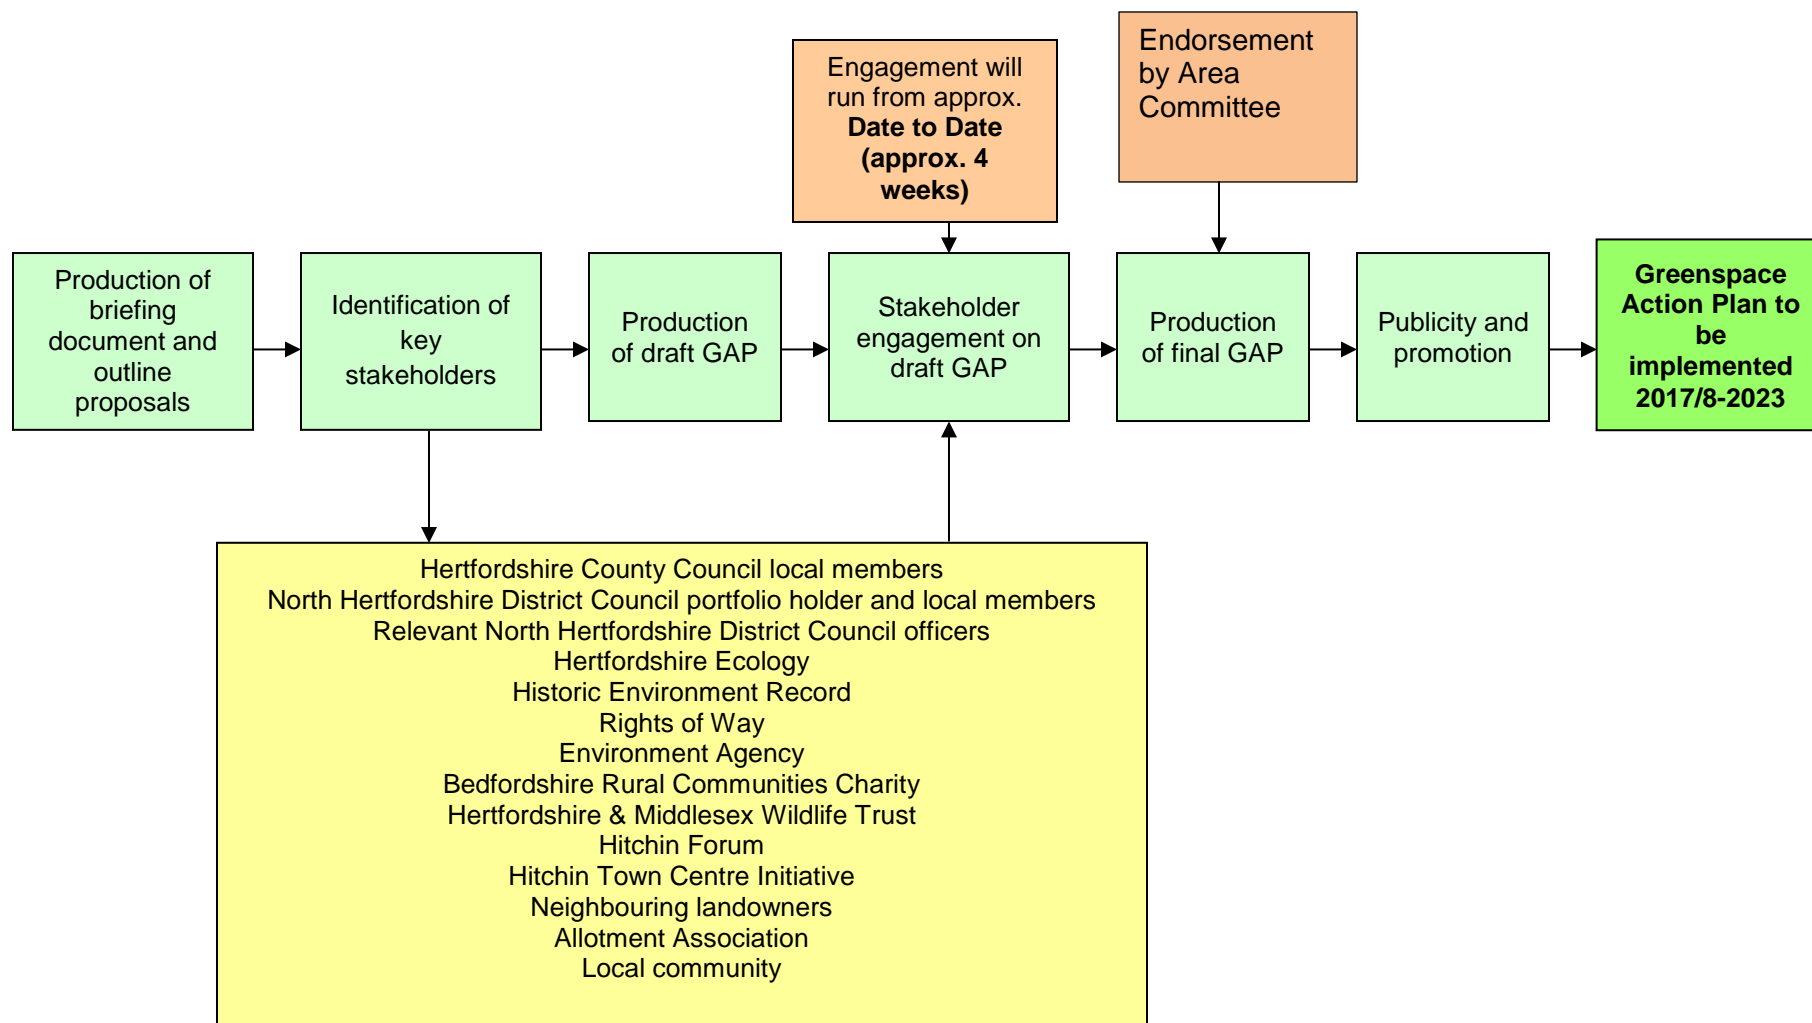 Engagement will
run from approx.
Date to Date
(approx. 4
weeks)
Endorsement
by Area
Committee
Production of
briefing
document and
outline
proposals
Identification of
key
stakeholders
Production
of draft GAP
Stakeholder
engagement on
draft GAP
Production
of final GAP
Publicity and
promotion
Greenspace
Action Plan to
be
implemented
2017/8-2023
Hertfordshire County Council local members
North Hertfordshire District Council portfolio holder and local members
Relevant North Hertfordshire District Council officers
Hertfordshire Ecology
Historic Environment Record
Rights of Way
Environment Agency
Bedfordshire Rural Communities Charity
Hertfordshire & Middlesex Wildlife Trust
Hitchin Forum
Hitchin Town Centre Initiative
Neighbouring landowners
Allotment Association
Local community